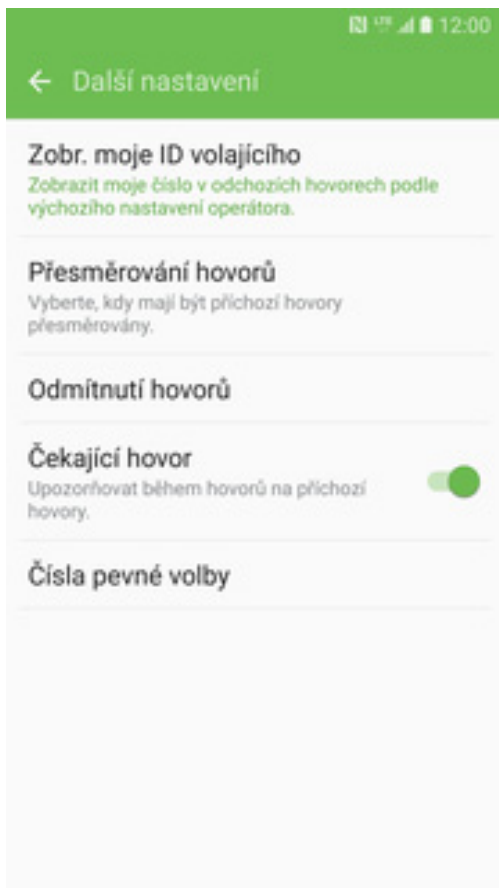 LTE 12:00
Další nastavení
Zobr. moje ID volajícího
Zobrazit moje číslo v odchozích hovorech podle
výchozího nastavení operátora.
Přesměrování hovorů
Vyberte, kdy mají být příchozí hovory
přesměrovány.
Odmítnutí hovorů
Čekající hovor
Upozorňovat během hovorů na příchozí
hovory.
Čísla pevné volby